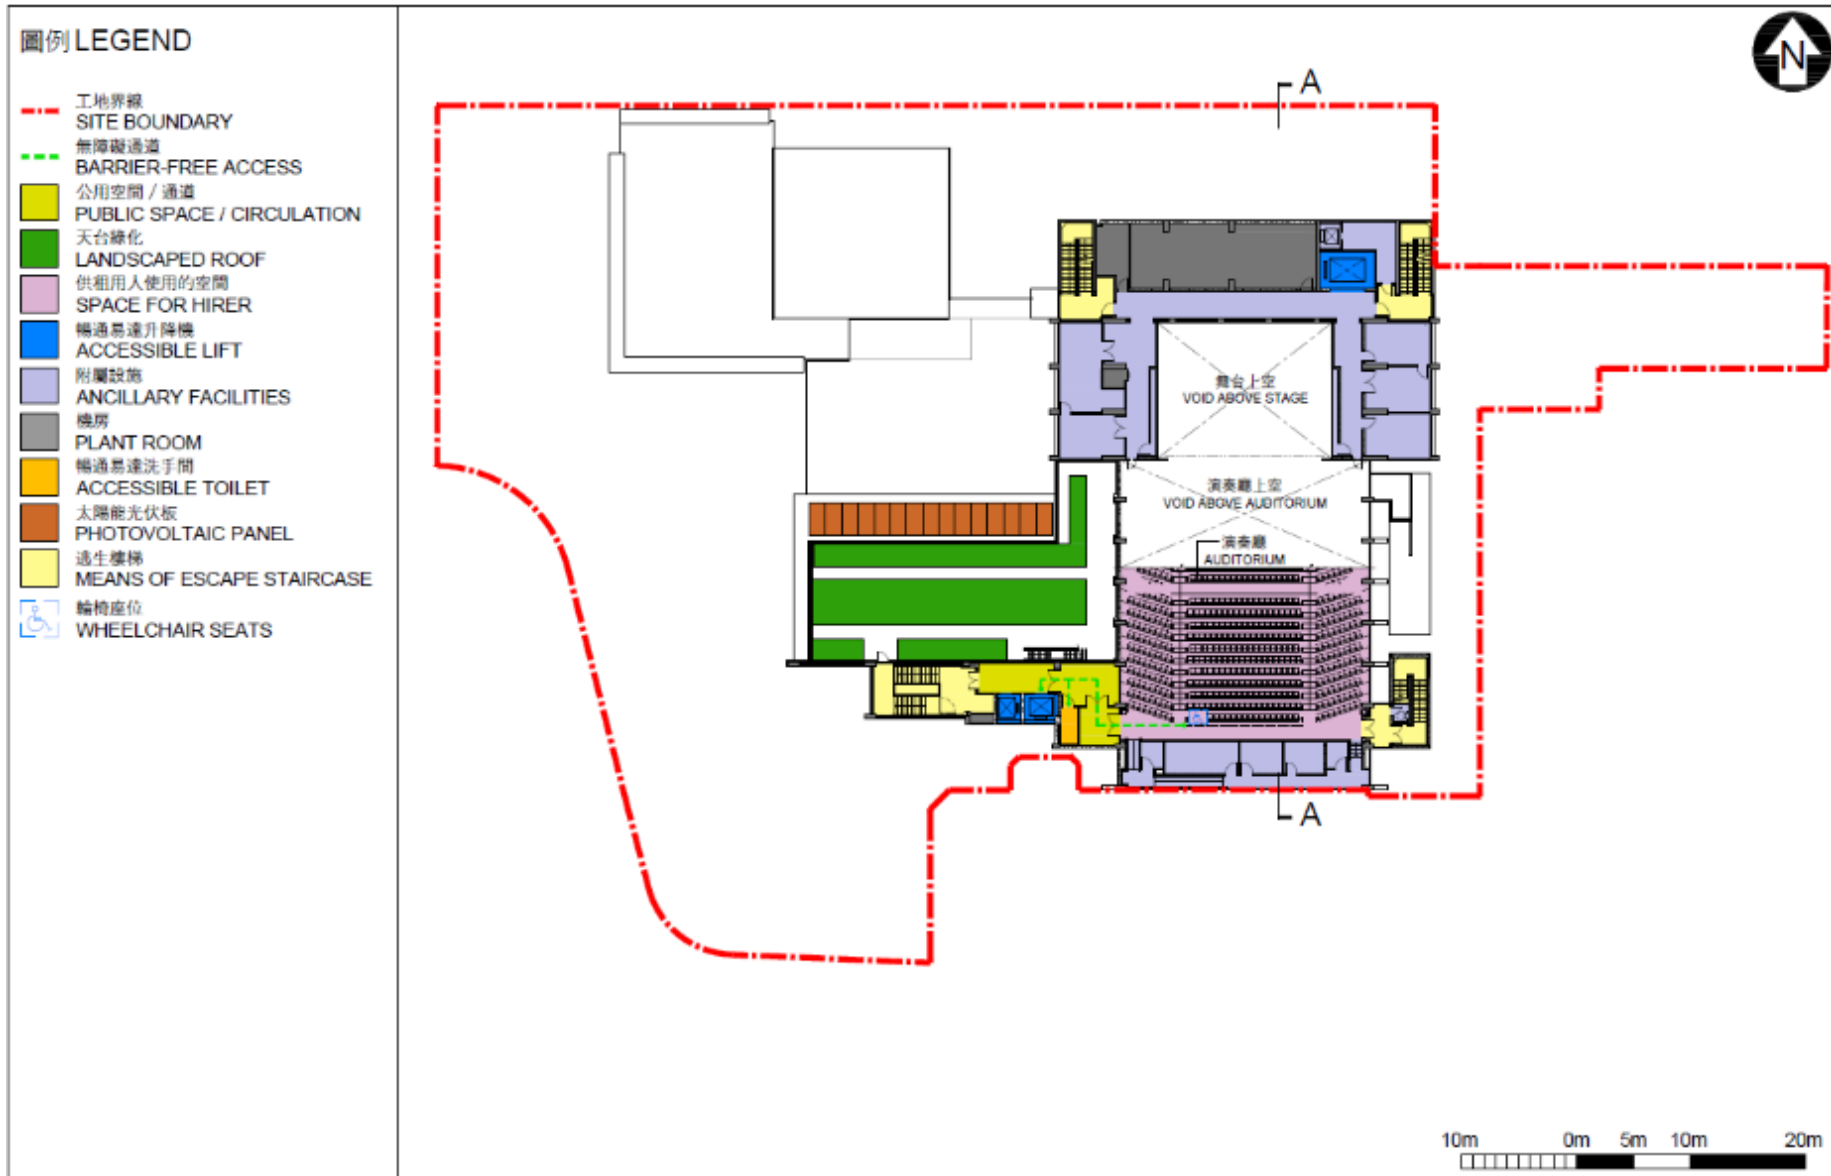 圖例 LEGEND
工地界線
SITE BOUNDARY
無障礙通道
BARRIER-FREE ACCESS
公用空間 / 通道
PUBLIC SPACE / CIRCULATION
天台綠化
LANDSCAPED ROOF
供租用人使用的空間
SPACE FOR HIRER
暢通易達升降機
ACCESSIBLE LIFT
附屬設施
ANCILLARY FACILITIES
機房
PLANT ROOM
暢通易達洗手間
ACCESSIBLE TOILET
太陽能光伏板
PHOTOVOLTAIC PANEL
逃生樓梯
MEANS OF ESCAPE STAIRCASE
輪椅座位
WHEELCHAIR SEATS
N
A
舞台上空
VOID ABOVE STAGE
演奏廳上空
VOID ABOVE AUDITORIUM
演奏廳
AUDITORIUM
A
10m 0m 5m 10m 20m